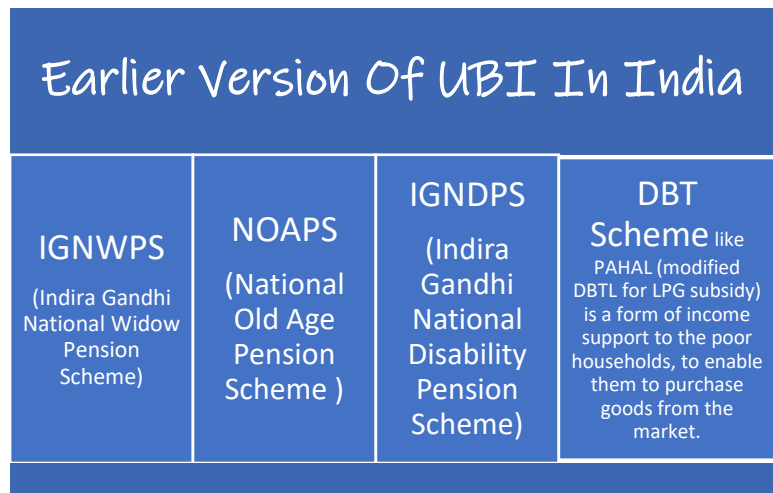 Earlier Version Of UBI In India
IGNWPS
(Indira Gandhi
National Widow
Pension
Scheme)
NOAPS
(National
Old Age
Pension
Scheme )
IGNDPS
(Indira
Gandhi
National
Disability
Pension
Scheme)
DBT
Scheme like
PAHAL (modified
DBTL for LPG subsidy)
is a form of income
support to the poor
households, to enable
them to purchase
goods from the
market.